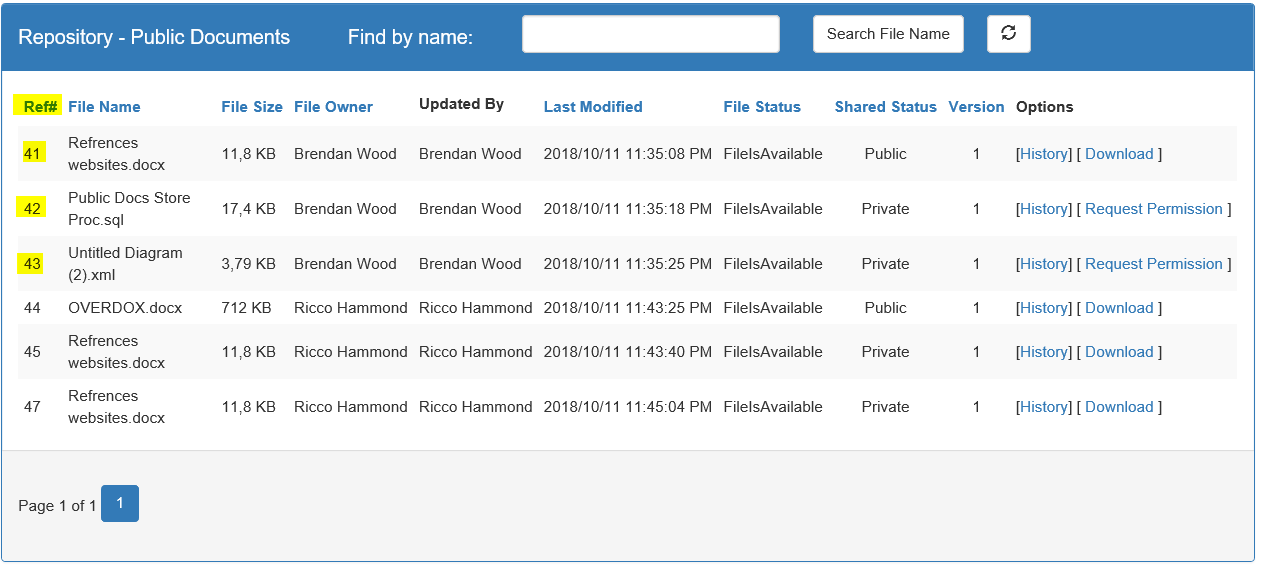 Repository - Public Documents Find by name: Search File Name
Ref# File Name File Size File Owner Updated By Last Modified File Status Shared Status Version Options
41 Refrences websites.docx 11,8 KB Brendan Wood Brendan Wood 2018/10/11 11:35:08 PM FileIsAvailable Public 1 [History] [ Download ]
42 Public Docs Store Proc.sql 17,4 KB Brendan Wood Brendan Wood 2018/10/11 11:35:18 PM FileIsAvailable Private 1 [History] [ Request Permission ]
43 Untitled Diagram (2).xml 3,79 KB Brendan Wood Brendan Wood 2018/10/11 11:35:25 PM FileIsAvailable Private 1 [History] [ Request Permission ]
44 OVERDOX.docx 712 KB Ricco Hammond Ricco Hammond 2018/10/11 11:43:25 PM FileIsAvailable Public 1 [History] [ Download ]
45 Refrences websites.docx 11,8 KB Ricco Hammond Ricco Hammond 2018/10/11 11:43:40 PM FileIsAvailable Private 1 [History] [ Download ]
47 Refrences websites.docx 11,8 KB Ricco Hammond Ricco Hammond 2018/10/11 11:45:04 PM FileIsAvailable Private 1 [History] [ Download ]
Page 1 of 1 1